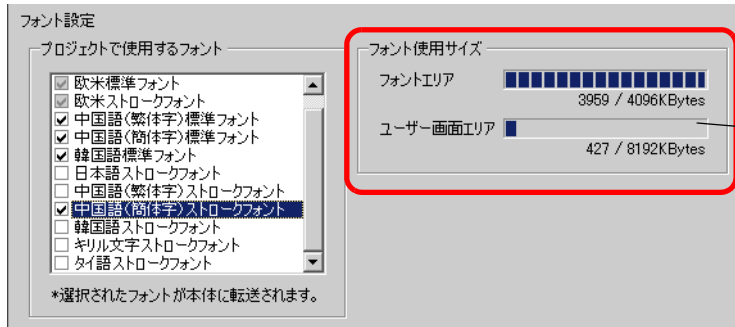 フォント設定
プロジェクトで使用するフォント
欧米標準フォント
欧米ストロークフォント
中国語(繁体字)標準フォント
中国語(簡体字)標準フォント
韓国語標準フォント
日本語ストロークフォント
中国語(繁体字)ストロークフォント
中国語(簡体字)ストロークフォント
韓国語ストロークフォント
キリル文字ストロークフォント
タイ語ストロークフォント
*選択されたフォントが本体に転送されます。
フォント使用サイズ
フォントエリア
3959 / 4096KBytes
ユーザー画面エリア
427 / 8192KBytes